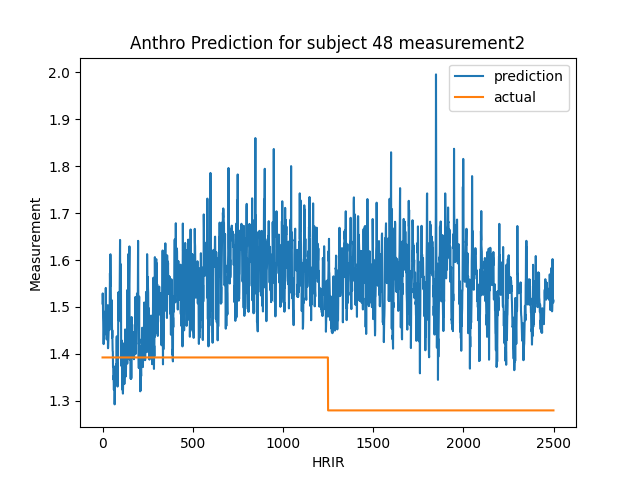 Anthro Prediction for subject 48 measurement2
prediction
actual
2.0
1.9
1.8
1.7
1.6
1.5
1.4
1.3
Measurement
0
500
1000
1500
2000
2500
HRIR